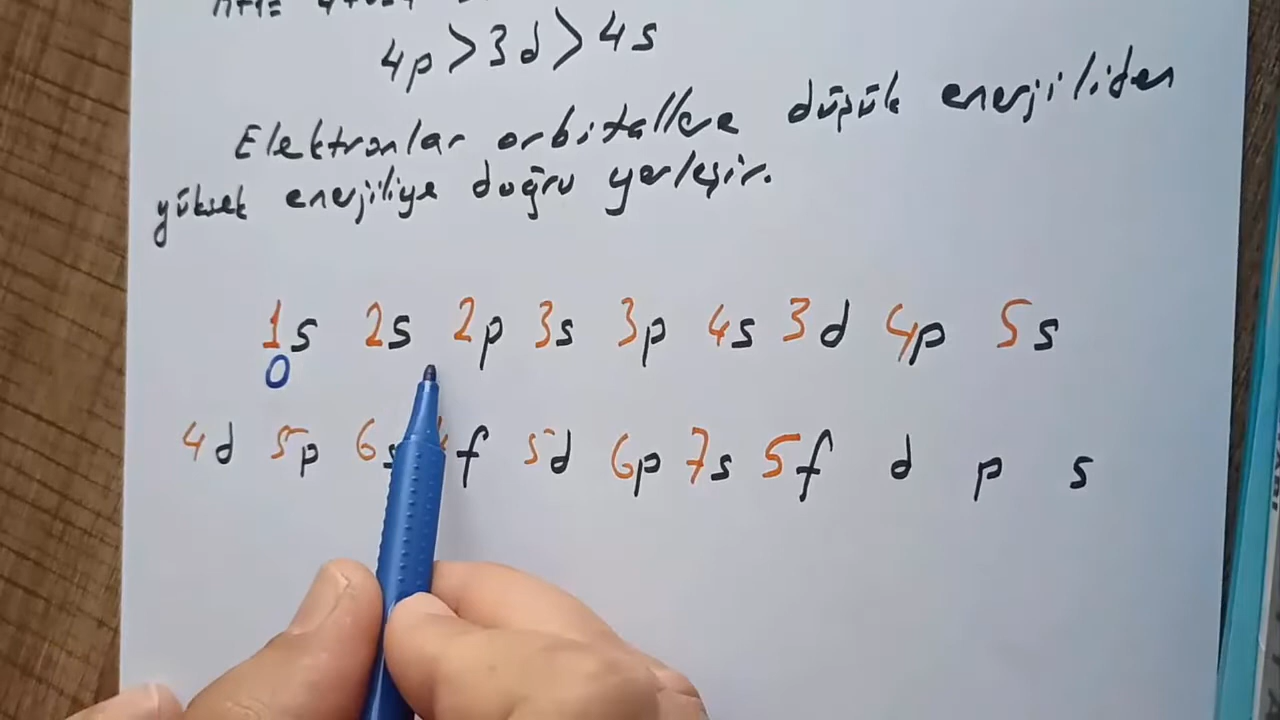 4p > 3d > 4s
Elektronlar orbitallere düşük enerjiliden
yüksek enerjiliye doğru yerleşir.
1s 2s 2p 3s 3p 4s 3d 4p 5s
0
4d 5p 6s f 5d 6p 7s 5f d p s